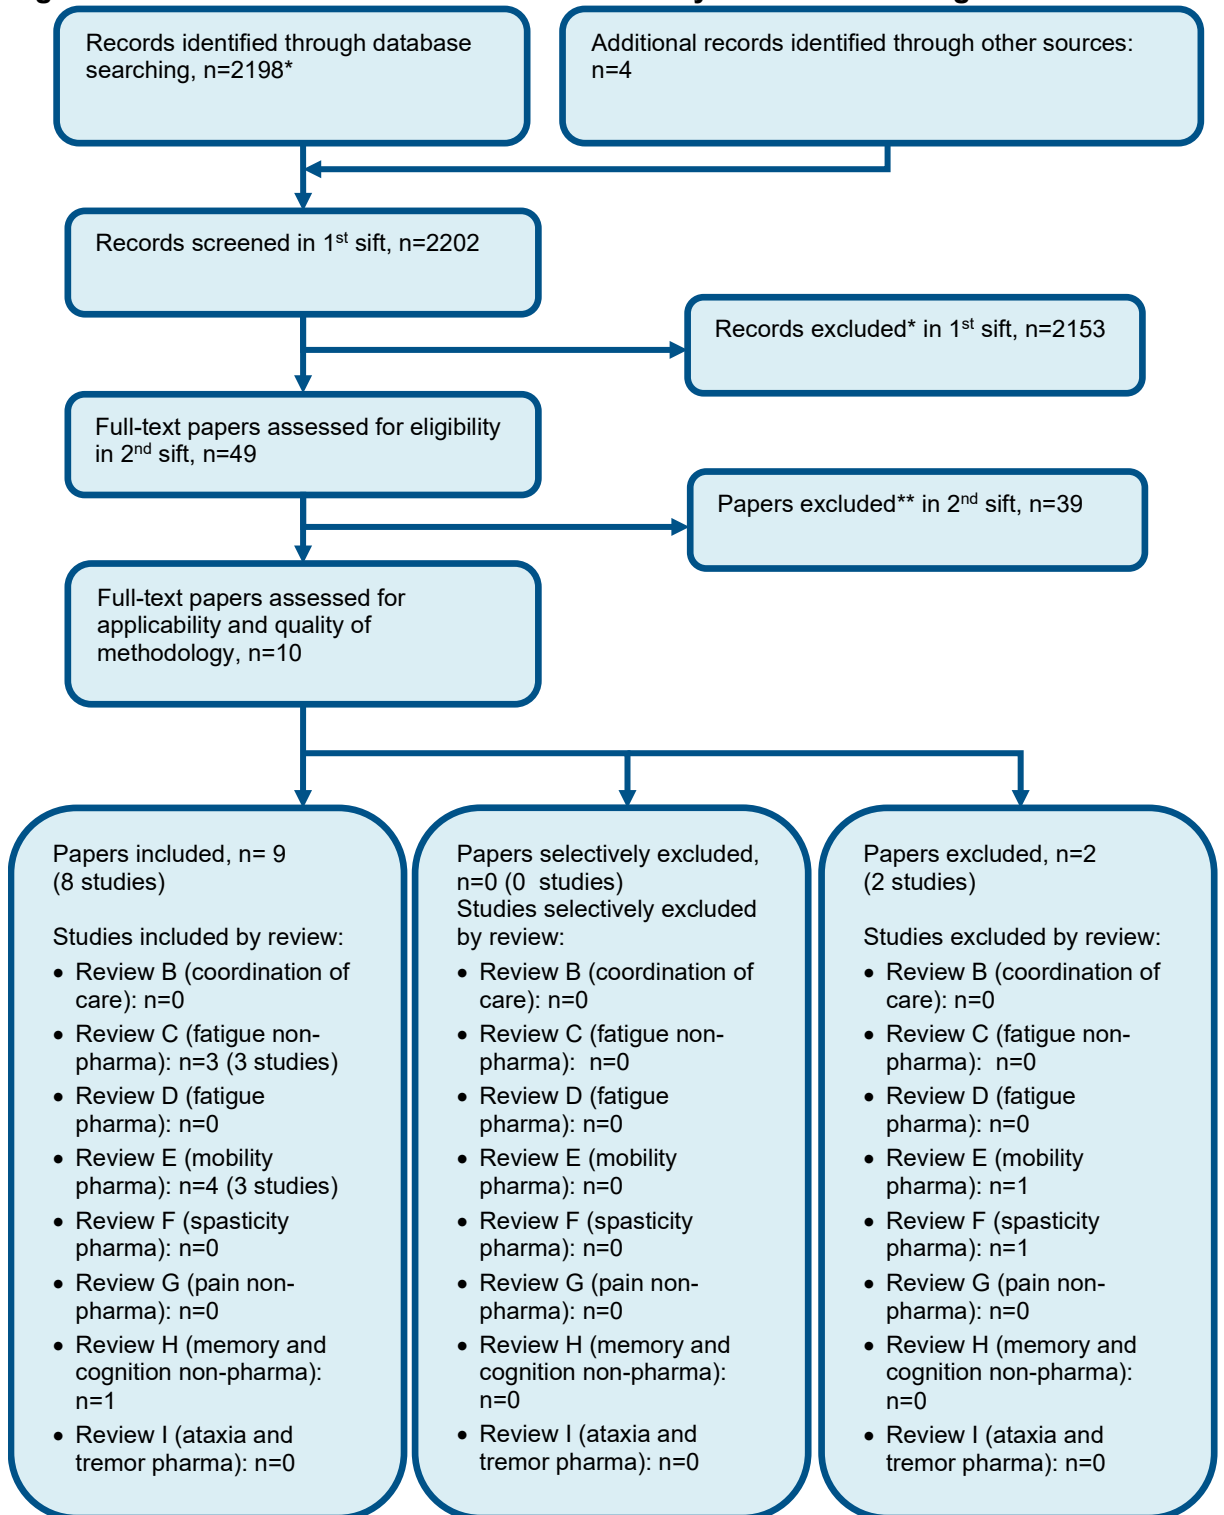 Records identified through database
searching, n=2198*
Additional records identified through other sources:
n=4
Records screened in 1st sift, n=2202
Records excluded* in 1st sift, n=2153
Full-text papers assessed for eligibility
in 2nd sift, n=49
Papers excluded** in 2nd sift, n=39
Full-text papers assessed for
applicability and quality of
methodology, n=10
Papers included, n= 9
(8 studies)
Studies included by review:
• Review B (coordination of
care): n=0
• Review C (fatigue non-
pharma): n=3 (3 studies)
• Review D (fatigue
pharma): n=0
• Review E (mobility
pharma): n=4 (3 studies)
• Review F (spasticity
pharma): n=0
• Review G (pain non-
pharma): n=0
• Review H (memory and
cognition non-pharma):
n=1
• Review I (ataxia and
tremor pharma): n=0
Papers selectively excluded,
n=0 (0  studies)
Studies selectively excluded
by review:
• Review B (coordination of
care): n=0
• Review C (fatigue non-
pharma):  n=0
• Review D (fatigue
pharma): n=0
• Review E (mobility
pharma): n=0
• Review F (spasticity
pharma): n=0
• Review G (pain non-
pharma): n=0
• Review H (memory and
cognition non-pharma):
n=0
• Review I (ataxia and
tremor pharma): n=0
Papers excluded, n=2
(2 studies)
Studies excluded by review:
• Review B (coordination of
care): n=0
• Review C (fatigue non-
pharma):  n=0
• Review D (fatigue
pharma): n=0
• Review E (mobility
pharma): n=1
• Review F (spasticity
pharma): n=1
• Review G (pain non-
pharma): n=0
• Review H (memory and
cognition non-pharma):
n=0
• Review I (ataxia and
tremor pharma): n=0